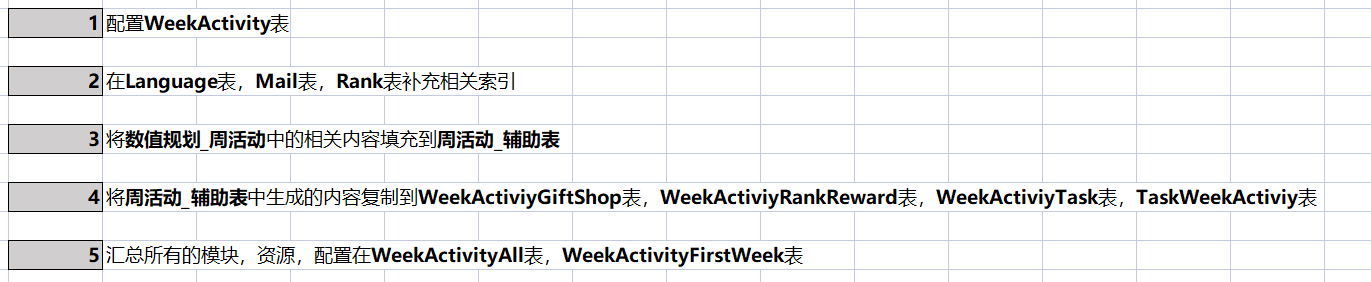 1 配置WeekActivity表
2 在Language表，Mail表，Rank表补充相关索引
3 将数值规划_周活动中的相关内容填充到周活动_辅助表
4 将周活动_辅助表中生成的内容复制到WeekActiviyGiftShop表，WeekActiviyRankReward表，WeekActiviyTask表，TaskWeekActiviy表
5 汇总所有的模块，资源，配置在WeekActivityAll表，WeekActivityFirstWeek表